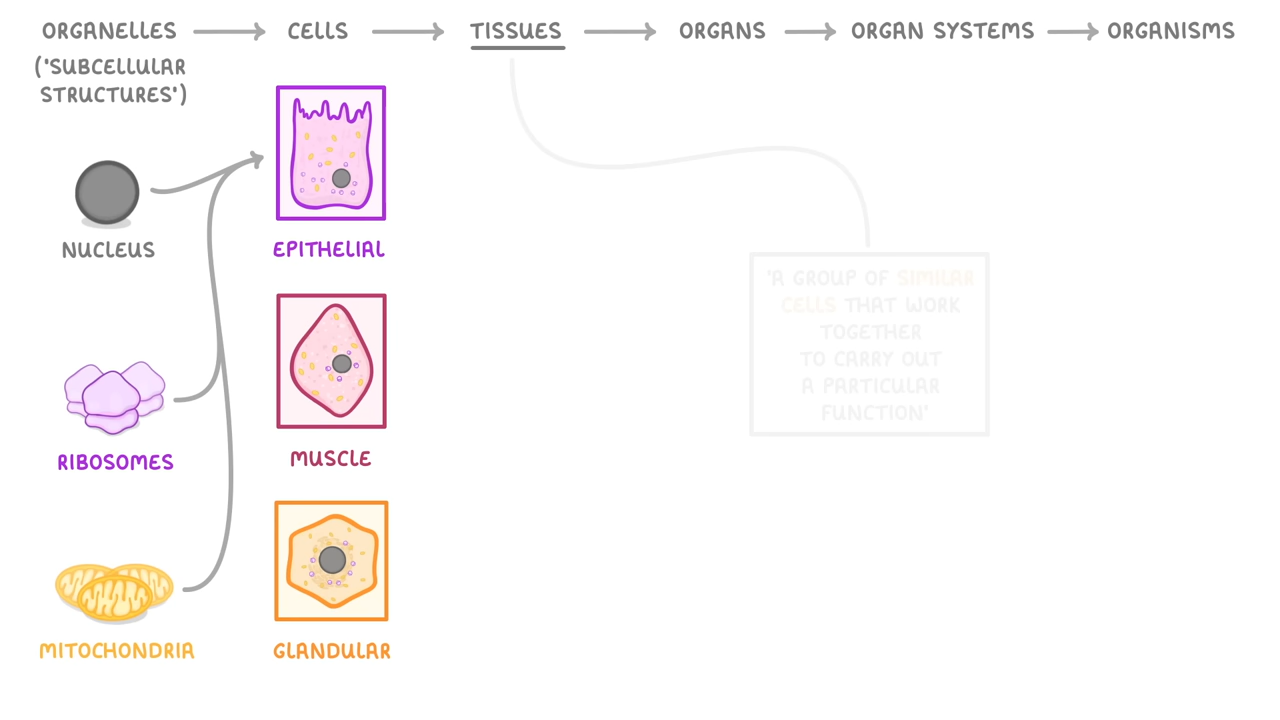 ORGANELLES → CELLS → TISSUES → ORGANS → ORGAN SYSTEMS → ORGANISMS
('SUBCELLULAR
STRUCTURES')
NUCLEUS
RIBOSOMES
MITOCHONDRIA
EPITHELIAL
MUSCLE
GLANDULAR
'A GROUP OF SIMILAR
CELLS THAT WORK
TOGETHER
TO CARRY OUT
A PARTICULAR
FUNCTION'